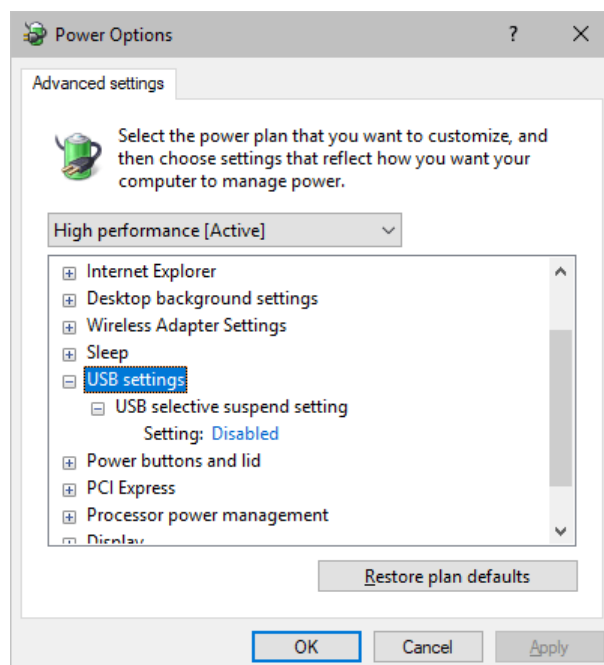 Power Options
?
Advanced settings
Select the power plan that you want to customize, and
then choose settings that reflect how you want your
computer to manage power.
High performance [Active]
Internet Explorer
Desktop background settings
Wireless Adapter Settings
Sleep
USB settings
USB selective suspend setting
Setting: Disabled
Power buttons and lid
PCI Express
Processor power management
Display
Restore plan defaults
OK
Cancel
Apply